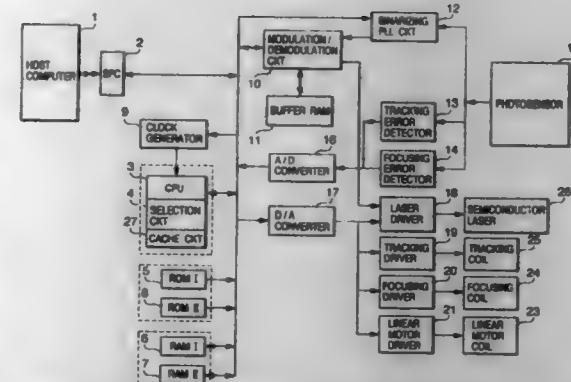 1
HOST
COMPUTER
2
SPC
9
CLOCK
GENERATOR
3
CPU
4
SELECTION
CKT
27
CACHE CKT
5
ROM I
8
ROM II
6
RAM I
7
RAM II
MODULATION /
DEMODULATION
CKT
10
BUFFER RAM
11
16
A/D
CONVERTER
17
D/A
CONVERTER
12
BINARIZING
PLL CKT
13
TRACKING
ERROR
DETECTOR
14
FOCUSING
ERROR
DETECTOR
PHOTOSENSOR
18
LASER
DRIVER
26
SEMICONDUCTOR
LASER
19
TRACKING
DRIVER
25
TRACKING
COIL
20
FOCUSING
DRIVER
24
FOCUSING
COIL
21
LINEAR
MOTOR
DRIVER
23
LINEAR
MOTOR
COIL